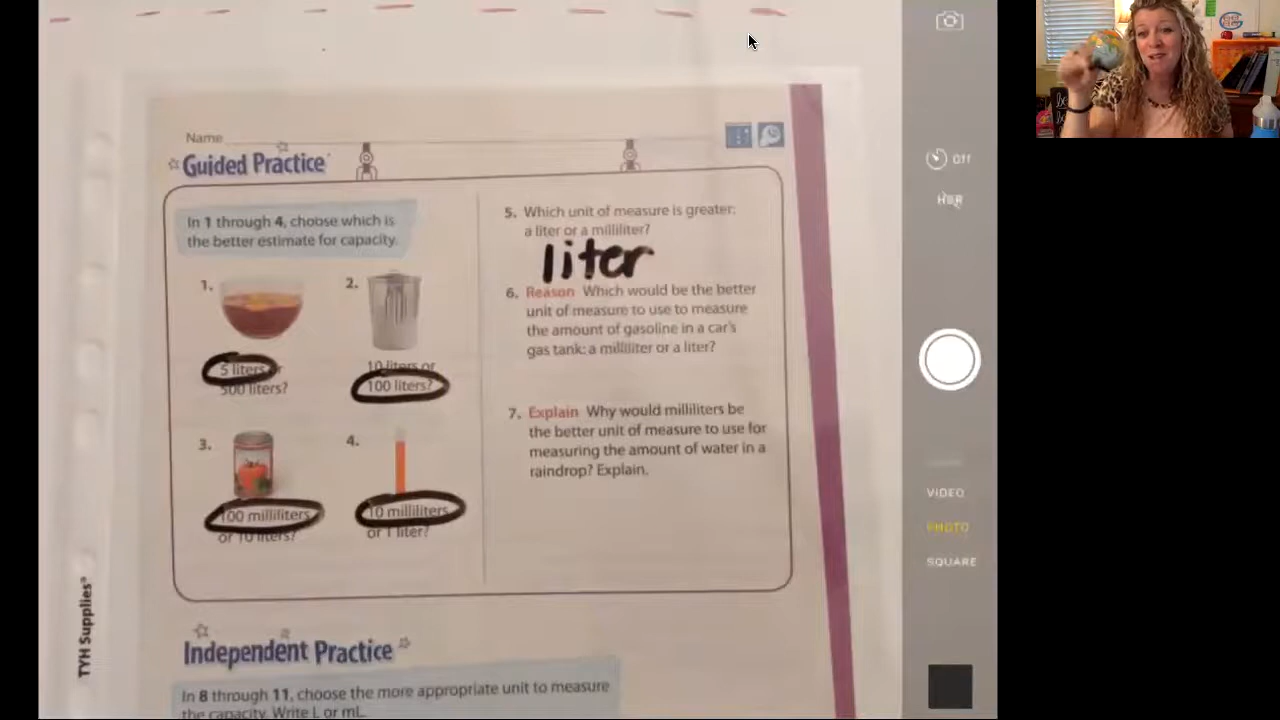 Name
Guided Practice
In 1 through 4, choose which is
the better estimate for capacity.
1.
5 liters or
500 liters?
2.
10 liters or
100 liters?
3.
100 milliliters
or 10 liters?
4.
10 milliliters
or 1 liter?
5. Which unit of measure is greater:
a liter or a milliliter?
liter
6. Reason Which would be the better
unit of measure to use to measure
the amount of gasoline in a car's
gas tank: a milliliter or a liter?
7. Explain Why would milliliters be
the better unit of measure to use for
measuring the amount of water in a
raindrop? Explain.
Independent Practice
In 8 through 11, choose the more appropriate unit to measure
the capacity. Write L or mL.
TYH Supplies®
Off
HDR
VIDEO
PHOTO
SQUARE